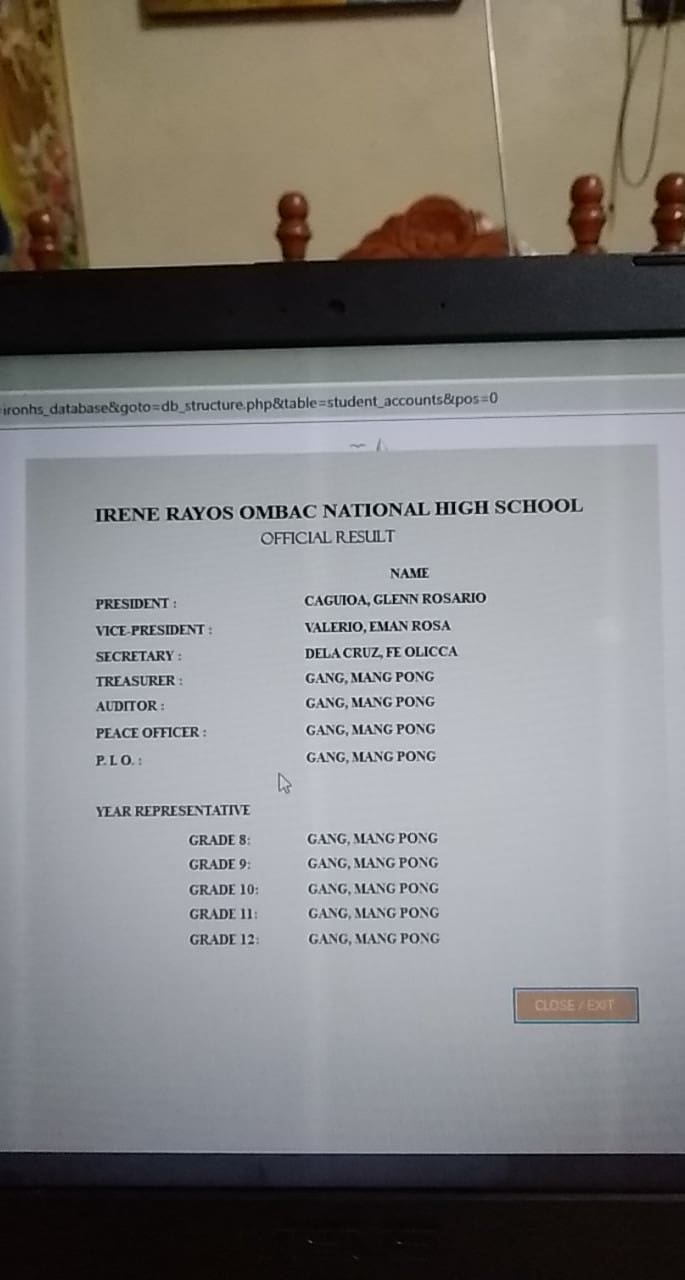 ironhs_database&goto=db_structure.php&table=student_accounts&pos=0
IRENE RAYOS OMBAC NATIONAL HIGH SCHOOL
OFFICIAL RESULT
NAME
PRESIDENT : CAGUIOA, GLENN ROSARIO
VICE-PRESIDENT : VALERIO, EMAN ROSA
SECRETARY : DELA CRUZ, FE OLICCA
TREASURER : GANG, MANG PONG
AUDITOR : GANG, MANG PONG
PEACE OFFICER : GANG, MANG PONG
P. I. O. : GANG, MANG PONG
YEAR REPRESENTATIVE
GRADE 8: GANG, MANG PONG
GRADE 9: GANG, MANG PONG
GRADE 10: GANG, MANG PONG
GRADE 11: GANG, MANG PONG
GRADE 12: GANG, MANG PONG
CLOSE / EXIT